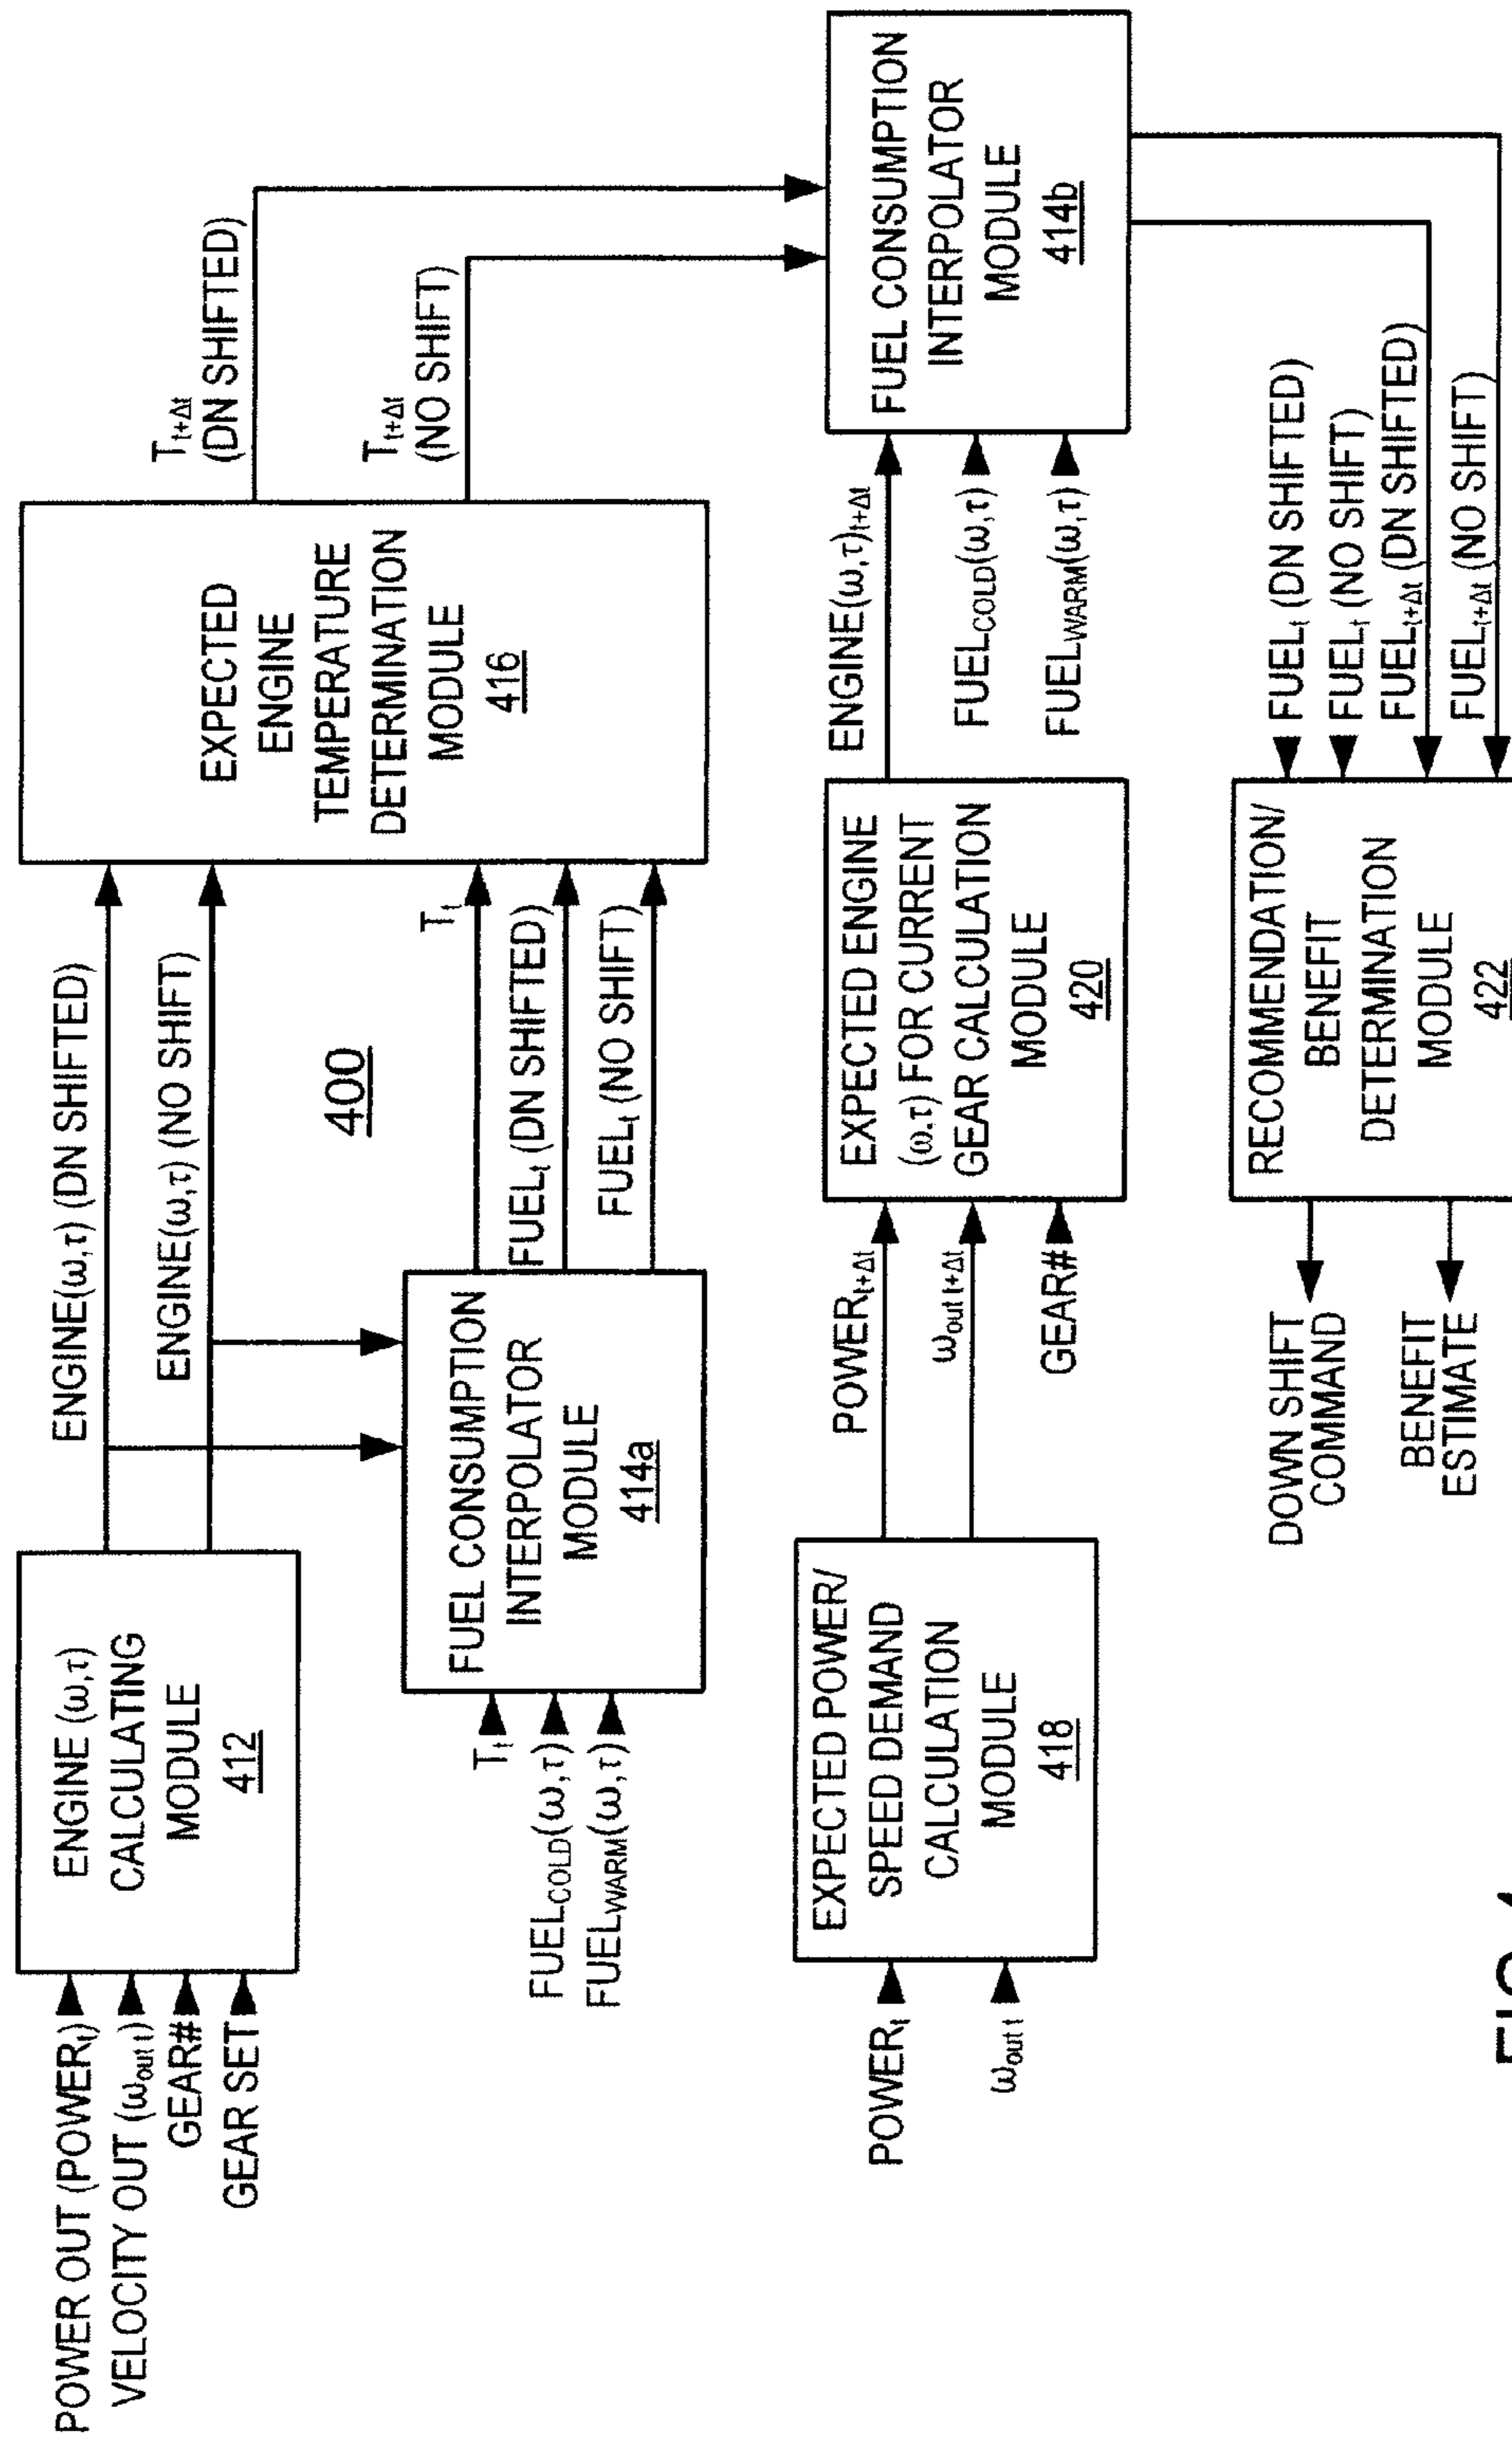 POWER OUT (POWERt)
VELOCITY OUT (ωout t)
GEAR#
GEAR SET
ENGINE (ω,τ)
CALCULATING
MODULE
412
ENGINE(ω,τ) (DN SHIFTED)
ENGINE(ω,τ) (NO SHIFT)
400
Tt
FUELCOLD(ω,τ)
FUELWARM(ω,τ)
FUEL CONSUMPTION
INTERPOLATOR
MODULE
414a
Tt
FUELt (DN SHIFTED)
FUELt (NO SHIFT)
EXPECTED
ENGINE
TEMPERATURE
DETERMINATION
MODULE
416
Tt+Δt
(DN SHIFTED)
Tt+Δt
(NO SHIFT)
POWERt
ωout t
EXPECTED POWER/
SPEED DEMAND
CALCULATION
MODULE
418
POWERt+Δt
ωout t+Δt
GEAR#
EXPECTED ENGINE
(ω.τ) FOR CURRENT
GEAR CALCULATION
MODULE
420
ENGINE(ω,τ)t+Δt
FUELCOLD(ω,τ)
FUELWARM(ω,τ)
FUEL CONSUMPTION
INTERPOLATOR
MODULE
414b
FUELt (DN SHIFTED)
FUELt (NO SHIFT)
FUELt+Δt (DN SHIFTED)
FUELt+Δt (NO SHIFT)
RECOMMENDATION/
BENEFIT
DETERMINATION
MODULE
422
DOWN SHIFT
COMMAND
BENEFIT
ESTIMATE